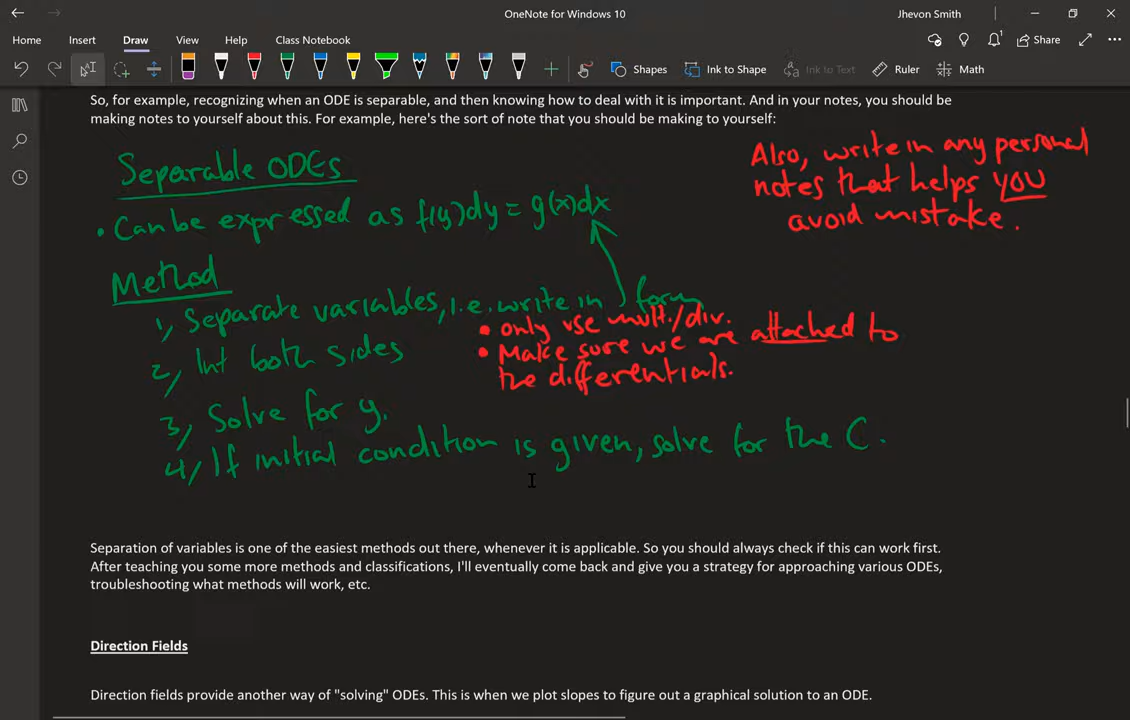 OneNote for Windows 10
Jhevon Smith
Home Insert Draw View Help Class Notebook
Share
Shapes Ink to Shape Ink to Text Ruler Math
So, for example, recognizing when an ODE is separable, and then knowing how to deal with it is important. And in your notes, you should be
making notes to yourself about this. For example, here's the sort of note that you should be making to yourself:
Separable ODEs
• Can be expressed as f(y)dy = g(x)dx
Also, write in any personal
notes that helps YOU
avoid mistake.
Method
1, Separate variables, i.e. write in form
• only use mult./div.
• Make sure we are attached to
the differentials.
2, Int both sides
3, Solve for y.
4, If initial condition is given, solve for the C.
Separation of variables is one of the easiest methods out there, whenever it is applicable. So you should always check if this can work first.
After teaching you some more methods and classifications, I'll eventually come back and give you a strategy for approaching various ODEs,
troubleshooting what methods will work, etc.
Direction Fields
Direction fields provide another way of "solving" ODEs. This is when we plot slopes to figure out a graphical solution to an ODE.